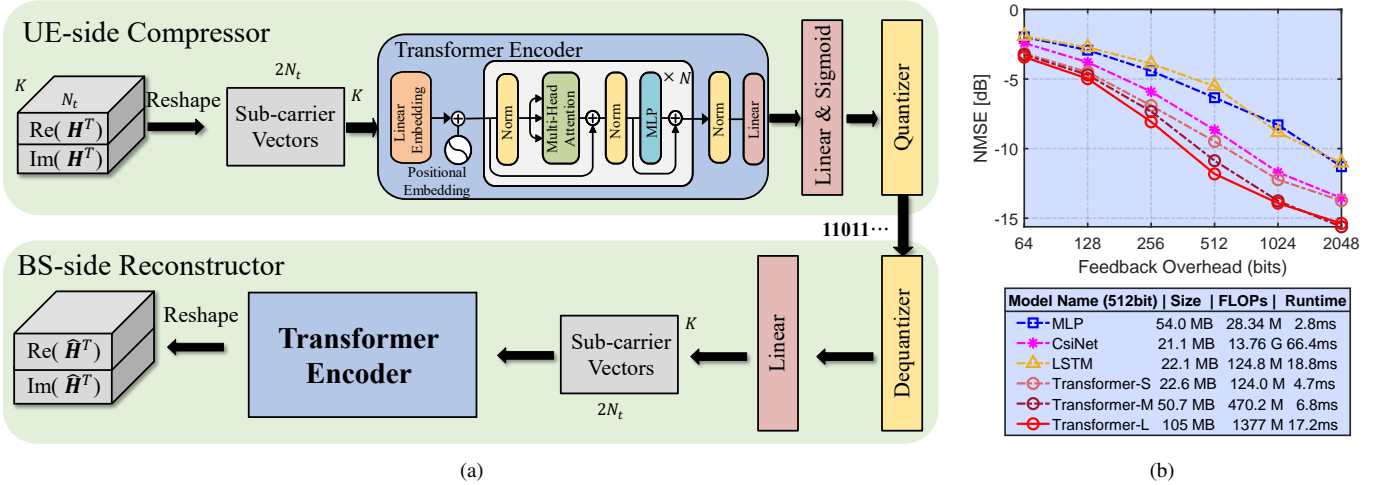 UE-side Compressor
K
N_t
Re( H^T)
Im( H^T)
Reshape
2N_t
Sub-carrier
Vectors
K
Transformer Encoder
Linear
Embedding
Positional
Embedding
Norm
Multi-Head
Attention
Norm
MLP
× N
Norm
Linear
Linear & Sigmoid
Quantizer
11011···
BS-side Reconstructor
Re( Ĥ^T)
Im( Ĥ^T)
Reshape
Transformer
Encoder
Sub-carrier
Vectors
K
2N_t
Linear
Dequantizer
(a)
NMSE [dB]
0
-5
-10
-15
64 128 256 512 1024 2048
Feedback Overhead (bits)
Model Name (512bit) | Size | FLOPs | Runtime
MLP 54.0 MB 28.34 M 2.8ms
CsiNet 21.1 MB 13.76 G 66.4ms
LSTM 22.1 MB 124.8 M 18.8ms
Transformer-S 22.6 MB 124.0 M 4.7ms
Transformer-M 50.7 MB 470.2 M 6.8ms
Transformer-L 105 MB 1377 M 17.2ms
(b)